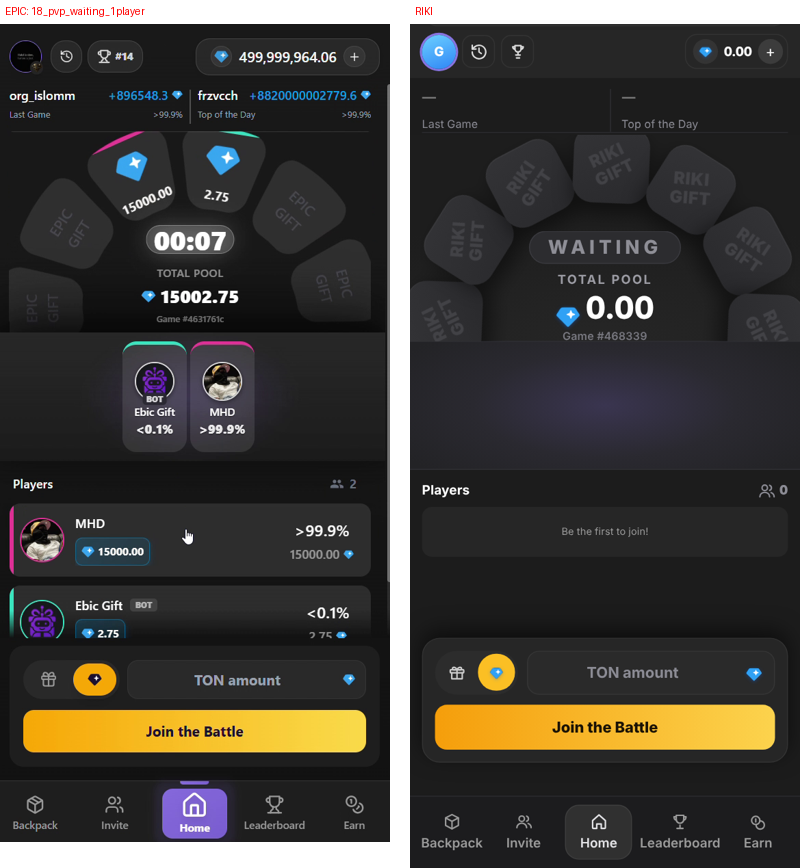 EPIC: 18_pvp_waiting_1player
#14
499,999,964.06 +
org_islomm +896548.3
Last Game >99.9%
frzvcch +8820000002779.6
Top of the Day >99.9%
15000.00
2.75
EPIC GIFT
EPIC GIFT
EPIC GIFT
EPIC GIFT
00:07
TOTAL POOL
15002.75
Game #4631761c
BOT
Ebic Gift
<0.1%
MHD
>99.9%
Players 2
MHD >99.9%
15000.00 15000.00
Ebic Gift BOT <0.1%
2.75 2.75
TON amount
Join the Battle
Backpack Invite Home Leaderboard Earn
RIKI
G
0.00 +
— —
Last Game Top of the Day
RIKI GIFT
RIKI GIFT
RIKI GIFT
RIKI GIFT
RIKI GIFT
RIKI GIFT
RIKI GIFT
WAITING
TOTAL POOL
0.00
Game #468339
Players 0
Be the first to join!
TON amount
Join the Battle
Backpack Invite Home Leaderboard Earn